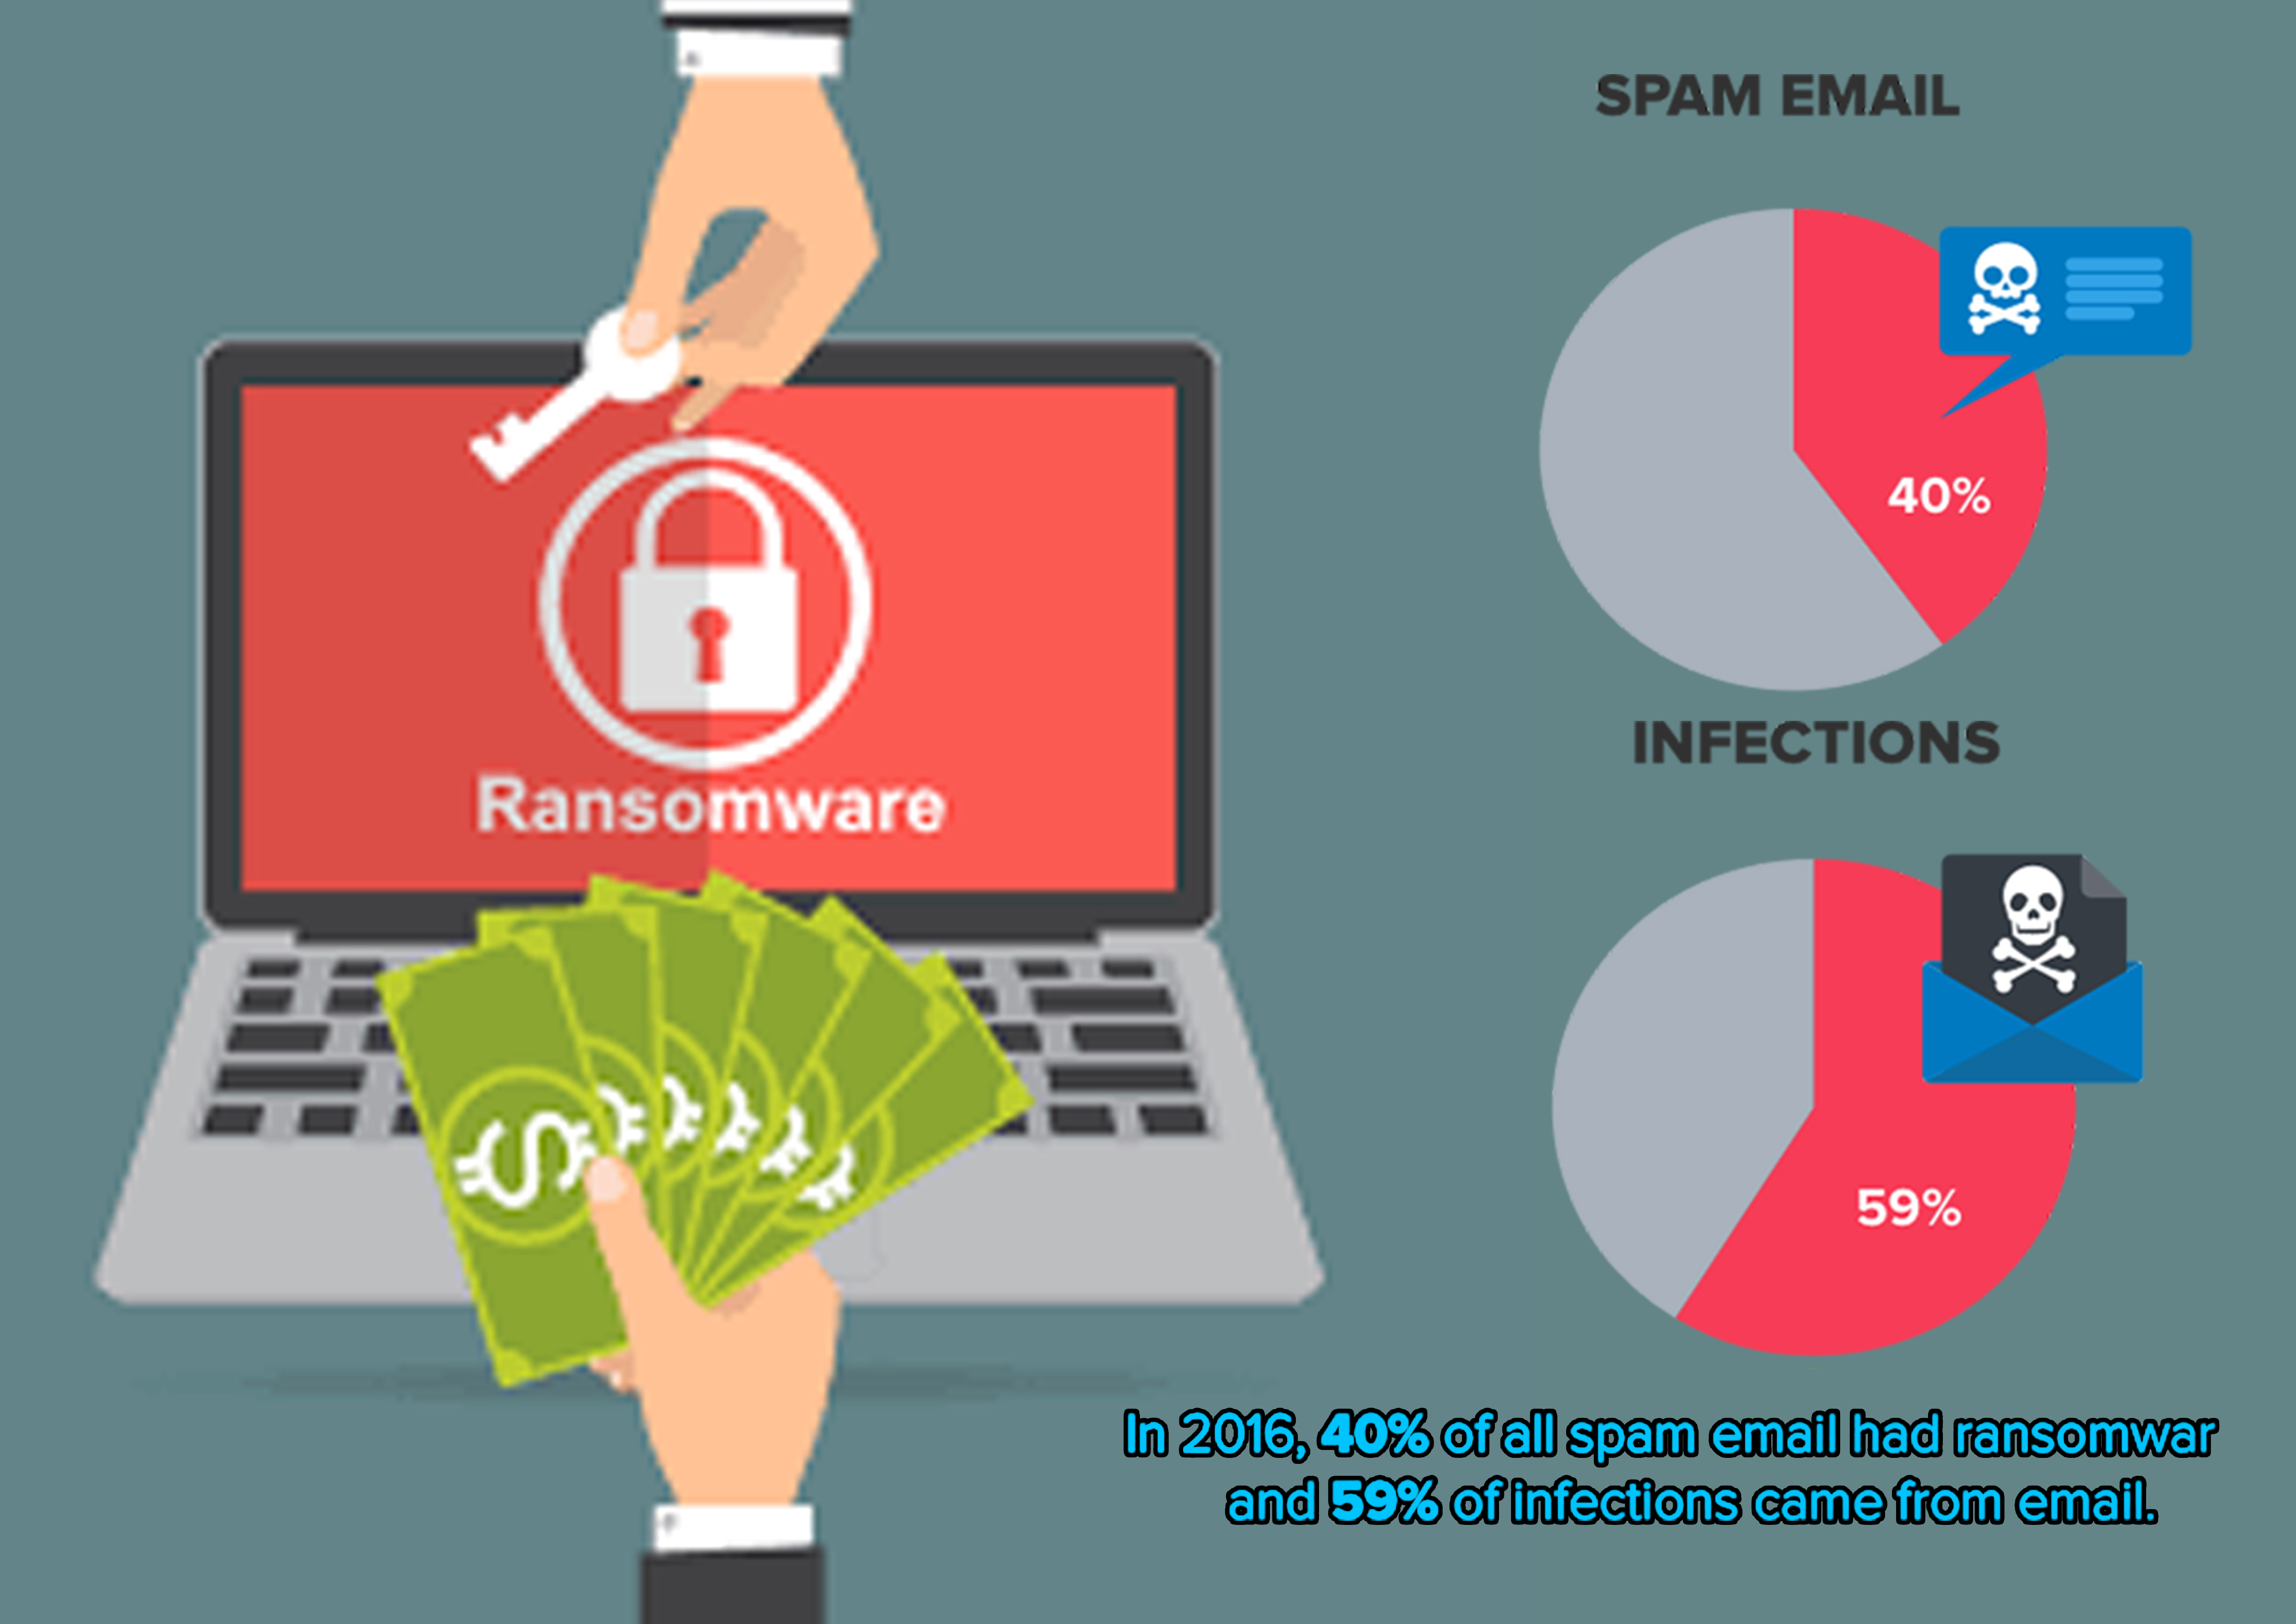 SPAM EMAIL
40%
INFECTIONS
59%
Ransomware
$
In 2016, 40% of all spam email had ransomwar
and 59% of infections came from email.